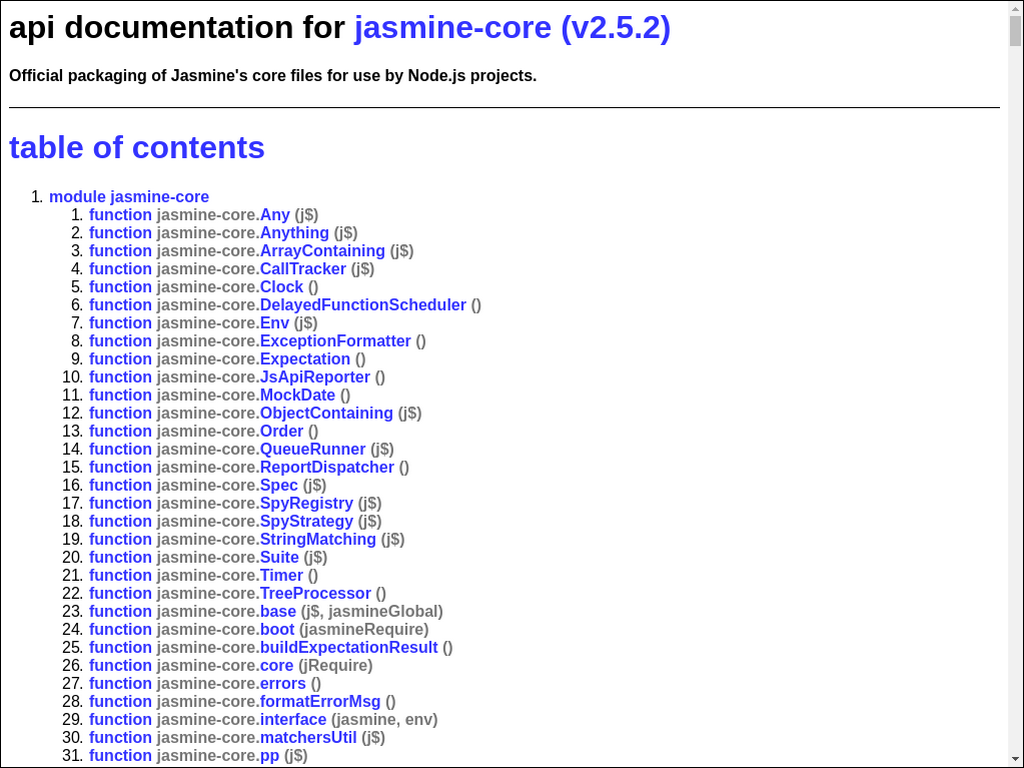 api documentation for jasmine-core (v2.5.2)
Official packaging of Jasmine's core files for use by Node.js projects.
table of contents
1. module jasmine-core
1. function jasmine-core.Any (j$)
2. function jasmine-core.Anything (j$)
3. function jasmine-core.ArrayContaining (j$)
4. function jasmine-core.CallTracker (j$)
5. function jasmine-core.Clock ()
6. function jasmine-core.DelayedFunctionScheduler ()
7. function jasmine-core.Env (j$)
8. function jasmine-core.ExceptionFormatter ()
9. function jasmine-core.Expectation ()
10. function jasmine-core.JsApiReporter ()
11. function jasmine-core.MockDate ()
12. function jasmine-core.ObjectContaining (j$)
13. function jasmine-core.Order ()
14. function jasmine-core.QueueRunner (j$)
15. function jasmine-core.ReportDispatcher ()
16. function jasmine-core.Spec (j$)
17. function jasmine-core.SpyRegistry (j$)
18. function jasmine-core.SpyStrategy (j$)
19. function jasmine-core.StringMatching (j$)
20. function jasmine-core.Suite (j$)
21. function jasmine-core.Timer ()
22. function jasmine-core.TreeProcessor ()
23. function jasmine-core.base (j$, jasmineGlobal)
24. function jasmine-core.boot (jasmineRequire)
25. function jasmine-core.buildExpectationResult ()
26. function jasmine-core.core (jRequire)
27. function jasmine-core.errors ()
28. function jasmine-core.formatErrorMsg ()
29. function jasmine-core.interface (jasmine, env)
30. function jasmine-core.matchersUtil (j$)
31. function jasmine-core.pp (j$)